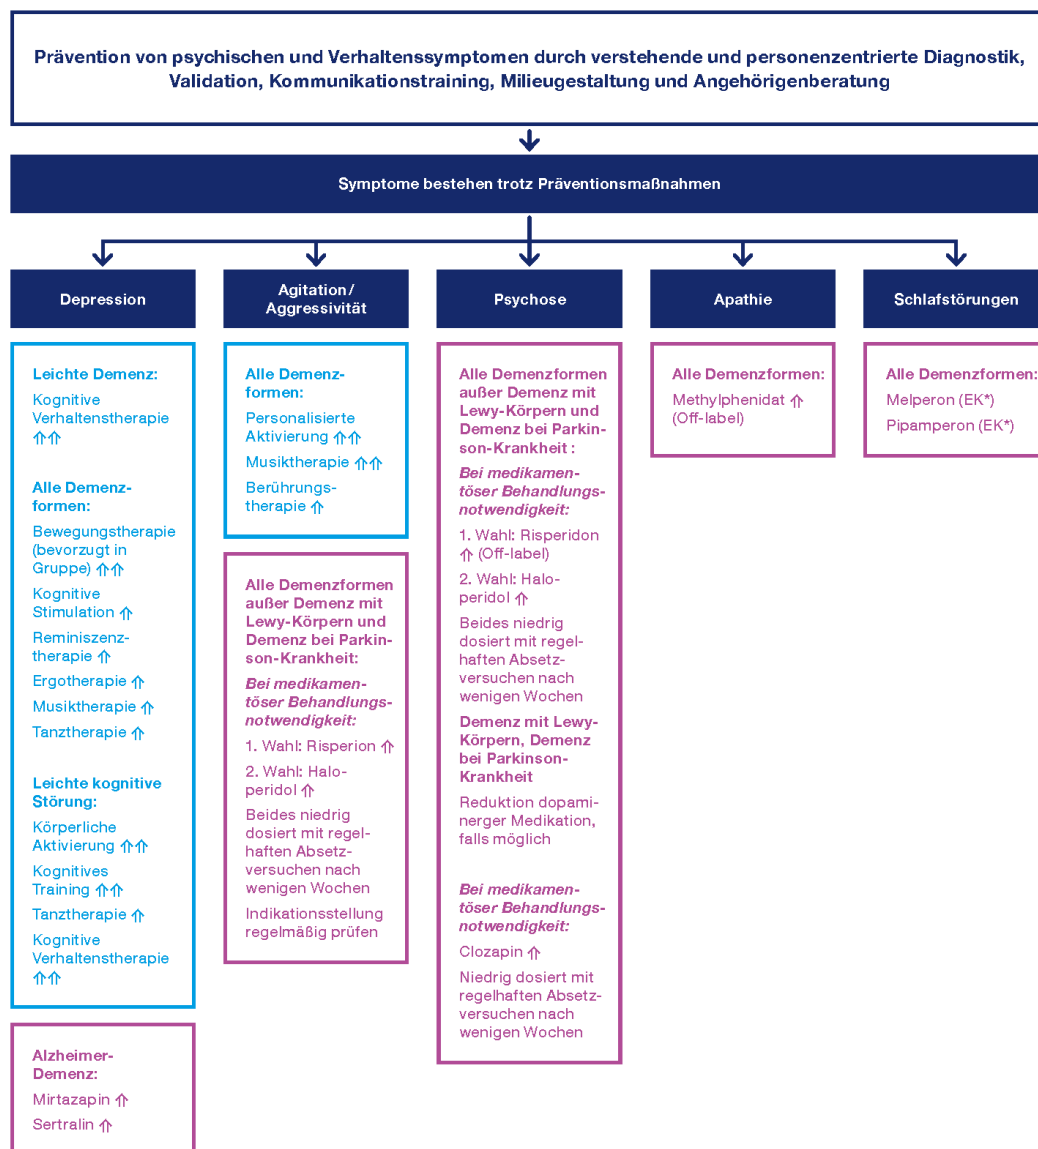 Prävention von psychischen und Verhaltenssymptomen durch verstehende und personenzentrierte Diagnostik,
Validation, Kommunikationstraining, Milieugestaltung und Angehörigenberatung
Symptome bestehen trotz Präventionsmaßnahmen
Depression
Leichte Demenz:
Kognitive
Verhaltenstherapie
⇑⇑
Alle Demenz-
formen:
Bewegungstherapie
(bevorzugt in
Gruppe) ⇑⇑
Kognitive
Stimulation ⇑
Reminiszenz-
therapie ⇑
Ergotherapie ⇑
Musiktherapie ⇑
Tanztherapie ⇑
Leichte kognitive
Störung:
Körperliche
Aktivierung ⇑⇑
Kognitives
Training ⇑⇑
Tanztherapie ⇑
Kognitive
Verhaltenstherapie
⇑⇑
Alzheimer-
Demenz:
Mirtazapin ⇑
Sertralin ⇑
Agitation/
Aggressivität
Alle Demenz-
formen:
Personalisierte
Aktivierung ⇑⇑
Musiktherapie ⇑⇑
Berührungs-
therapie ⇑
Alle Demenzformen
außer Demenz mit
Lewy-Körpern und
Demenz bei Parkin-
son-Krankheit:
Bei medikamen-
töser Behandlungs-
notwendigkeit:
1. Wahl: Risperion ⇑
2. Wahl: Halo-
peridol ⇑
Beides niedrig
dosiert mit regel-
haften Absetz-
versuchen nach
wenigen Wochen
Indikationsstellung
regelmäßig prüfen
Psychose
Alle Demenzformen
außer Demenz mit
Lewy-Körpern und
Demenz bei Parkin-
son-Krankheit :
Bei medikamen-
töser Behandlungs-
notwendigkeit:
1. Wahl: Risperidon
⇑ (Off-label)
2. Wahl: Halo-
peridol ⇑
Beides niedrig
dosiert mit regel-
haften Absetz-
versuchen nach
wenigen Wochen
Demenz mit Lewy-
Körpern, Demenz
bei Parkinson-
Krankheit
Reduktion dopami-
nerger Medikation,
falls möglich
Bei medikamen-
töser Behandlungs-
notwendigkeit:
Clozapin ⇑
Niedrig dosiert mit
regelhaften Absetz-
versuchen nach
wenigen Wochen
Apathie
Alle Demenzformen:
Methylphenidat ⇑
(Off-label)
Schlafstörungen
Alle Demenzformen:
Melperon (EK*)
Pipamperon (EK*)